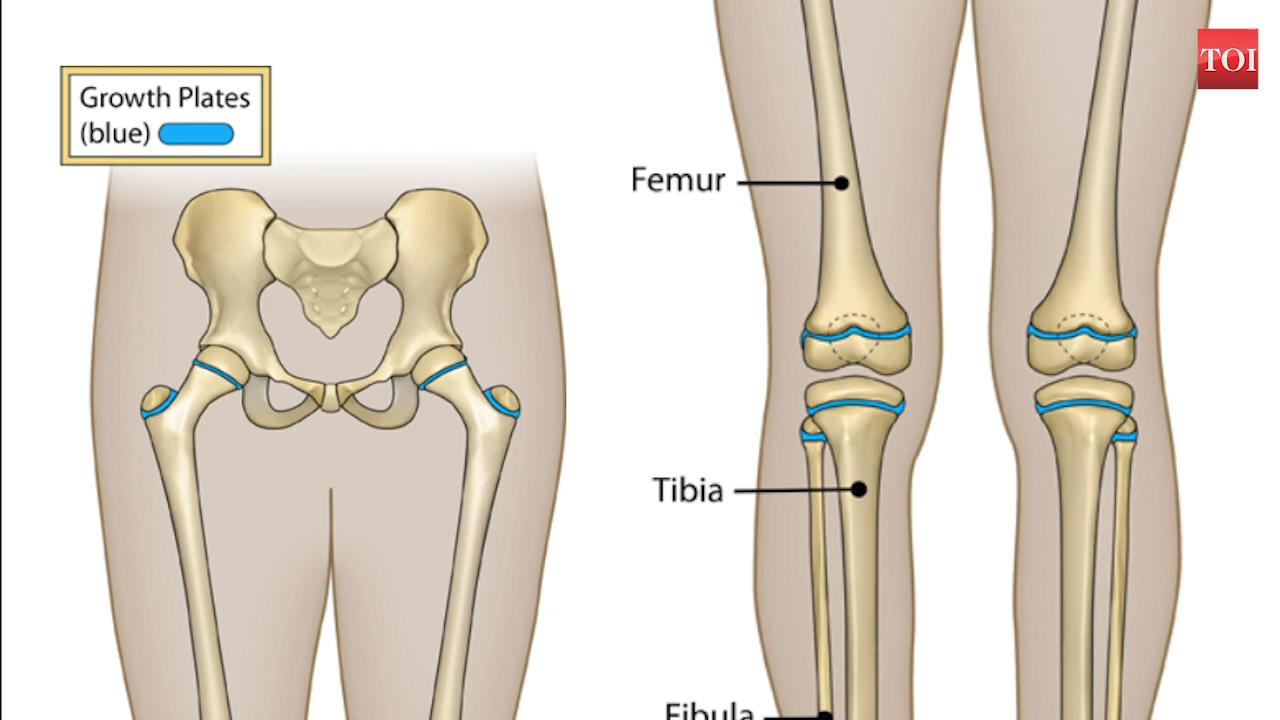 Growth Plates
(blue)
TOI
Femur
Tibia
Fibula